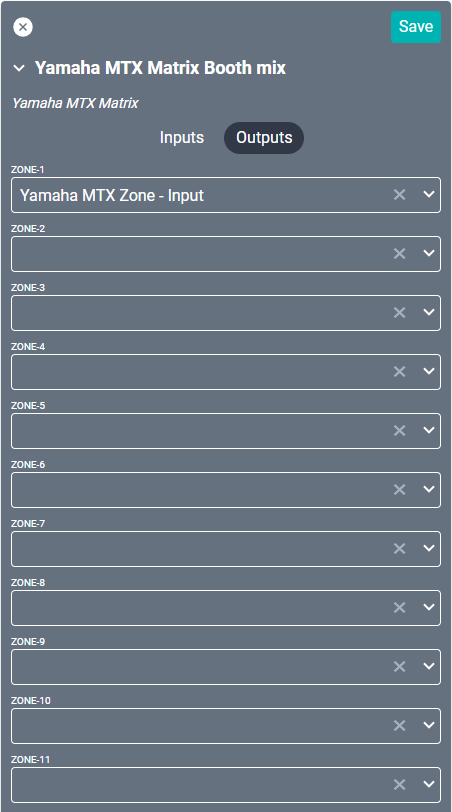 Save
Yamaha MTX Matrix Booth mix
Yamaha MTX Matrix
Inputs Outputs
ZONE-1
Yamaha MTX Zone - Input
ZONE-2
ZONE-3
ZONE-4
ZONE-5
ZONE-6
ZONE-7
ZONE-8
ZONE-9
ZONE-10
ZONE-11